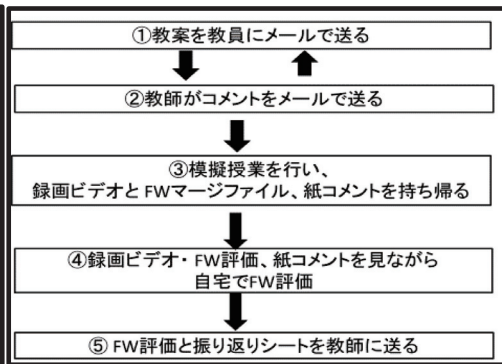 ①教案を教員にメールで送る
②教師がコメントをメールで送る
③模擬授業を行い、
録画ビデオと FWマージファイル、紙コメントを持ち帰る
④録画ビデオ・ FW評価、紙コメントを見ながら
自宅でFW評価
⑤ FW評価と振り返りシートを教師に送る